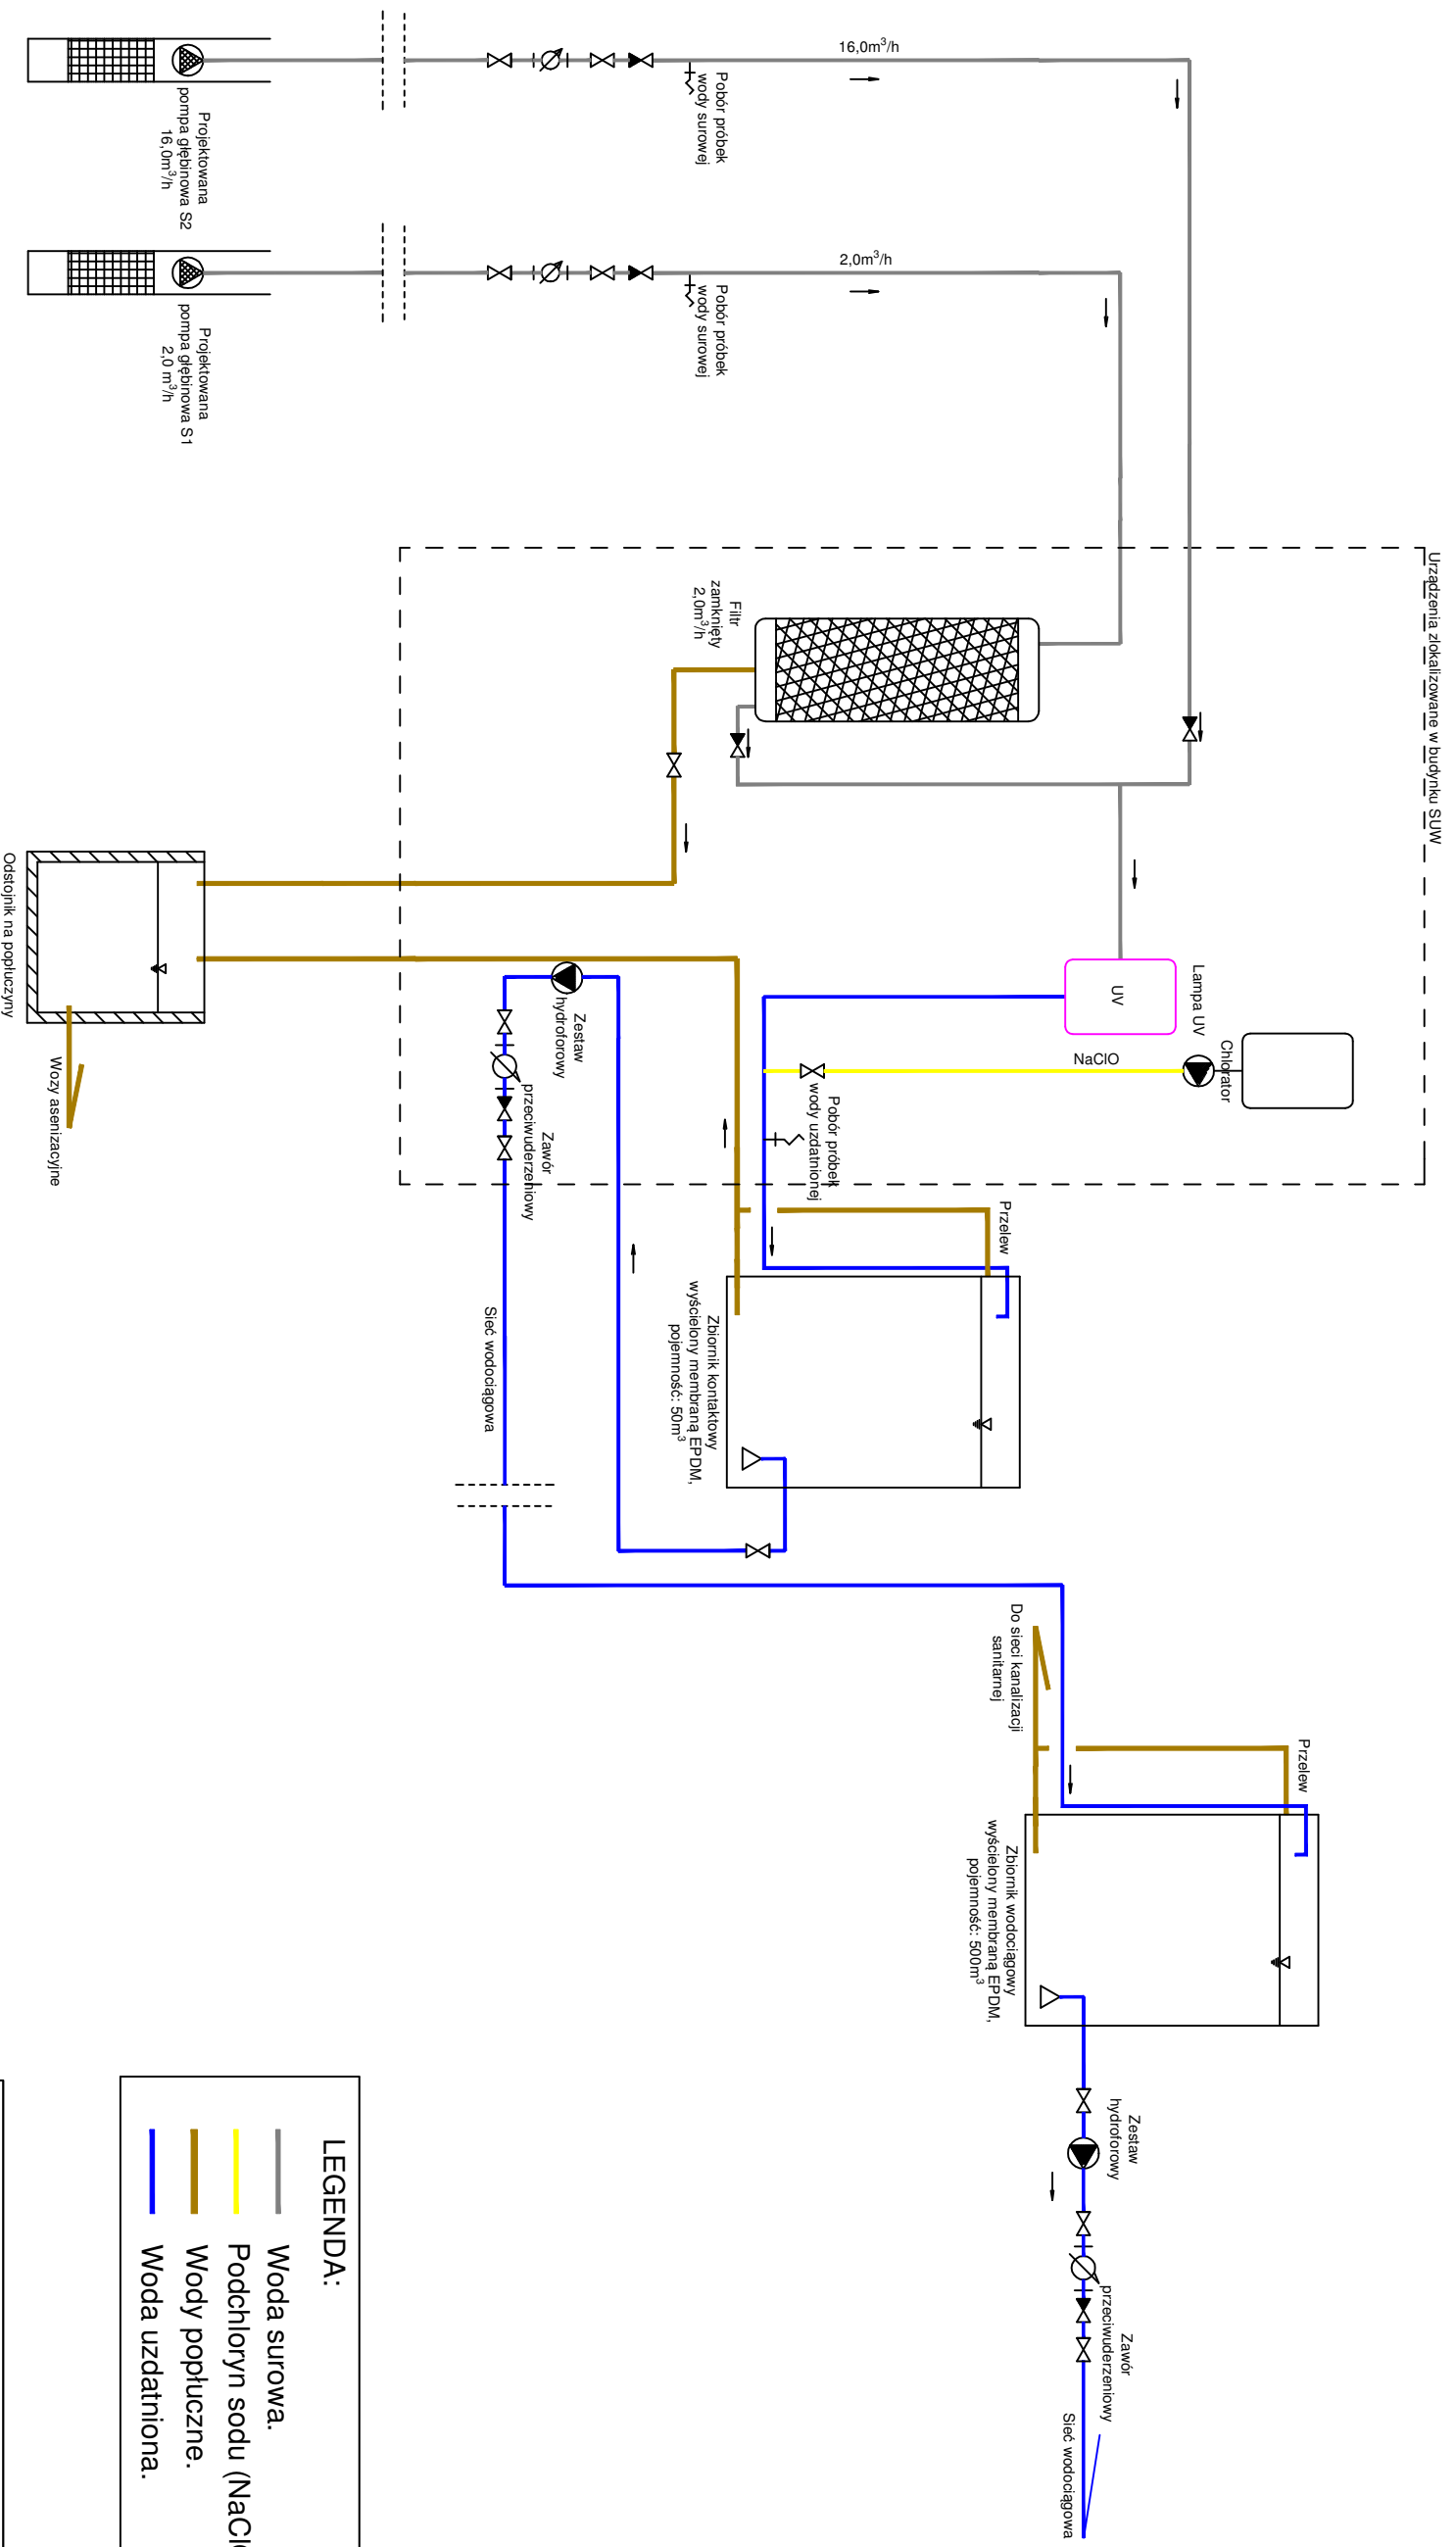 Urządzenia zlokalizowane w budynku SUW
16,0m³/h
Pobór próbek
wody surowej
Projektowana
pompa głębinowa S2
16,0m³/h
2,0m³/h
Pobór próbek
wody surowej
Projektowana
pompa głębinowa S1
2,0 m³/h
Filtr
zamknięty
2,0m³/h
Odstojnik na popłuczyny
Wozy asenizacyjne
Lampa UV
UV
Chlorator
NaClO
Pobór próbek
wody uzdatnionej
Zestaw
hydroforowy
Zawór
przeciwuderzeniowy
Przelew
Zbiornik kontaktowy
wyścielony membraną EPDM,
pojemność: 50m³
Sieć wodociągowa
Do sieci kanalizacji
sanitarnej
Przelew
Zbiornik wodociągowy
wyścielony membraną EPDM,
pojemność: 500m³
Zestaw
hydroforowy
Zawór
przeciwuderzeniowy
Sieć wodociągowa
LEGENDA:
Woda surowa.
Podchloryn sodu (NaCl
Wody popłuczne.
Woda uzdatniona.